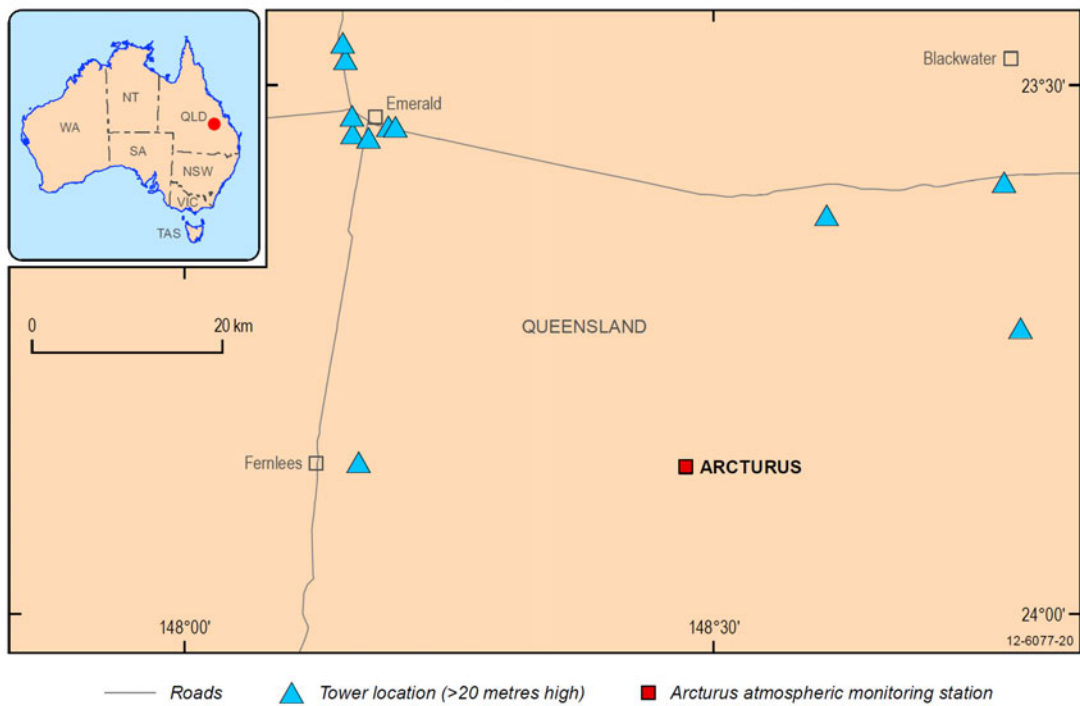 NT
QLD
WA
SA
NSW
VIC
TAS
Blackwater
23°30'
Emerald
0
20 km
QUEENSLAND
Fernlees
ARCTURUS
148°00'
148°30'
24°00'
12-6077-20
Roads
Tower location (>20 metres high)
Arcturus atmospheric monitoring station